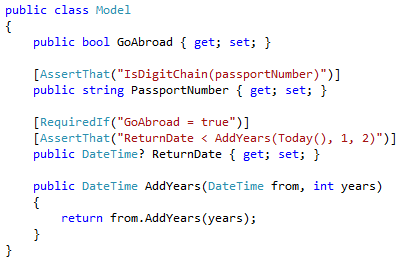 public class Model
{
    public bool GoAbroad { get; set; }

    [AssertThat("IsDigitChain(passportNumber)")]
    public string PassportNumber { get; set; }

    [RequiredIf("GoAbroad = true")]
    [AssertThat("ReturnDate < AddYears(Today(), 1, 2)")]
    public DateTime? ReturnDate { get; set; }

    public DateTime AddYears(DateTime from, int years)
    {
        return from.AddYears(years);
    }
}